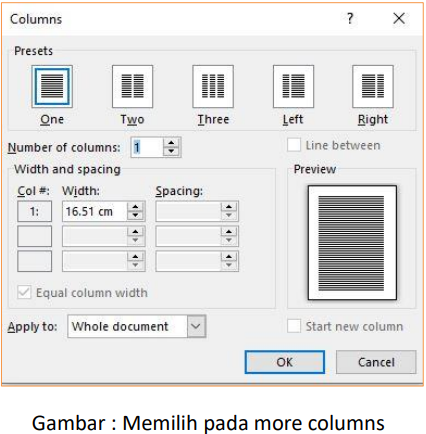 Columns ? X
Presets
One Two Three Left Right
Number of columns: 1 Line between
Width and spacing Preview
Col #: Width: Spacing:
1: 16.51 cm
Equal column width
Apply to: Whole document Start new column
OK Cancel
Gambar : Memilih pada more columns